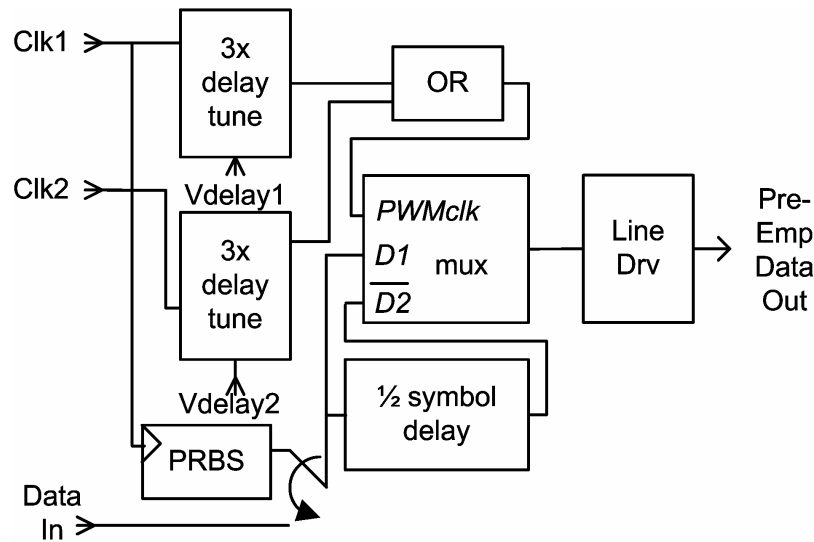 Clk1
3x
delay
tune
OR
Clk2
Vdelay1
PWMclk
D1
mux
D2
Line
Drv
Pre-
Emp
Data
Out
3x
delay
tune
Vdelay2
½ symbol
delay
PRBS
Data
In